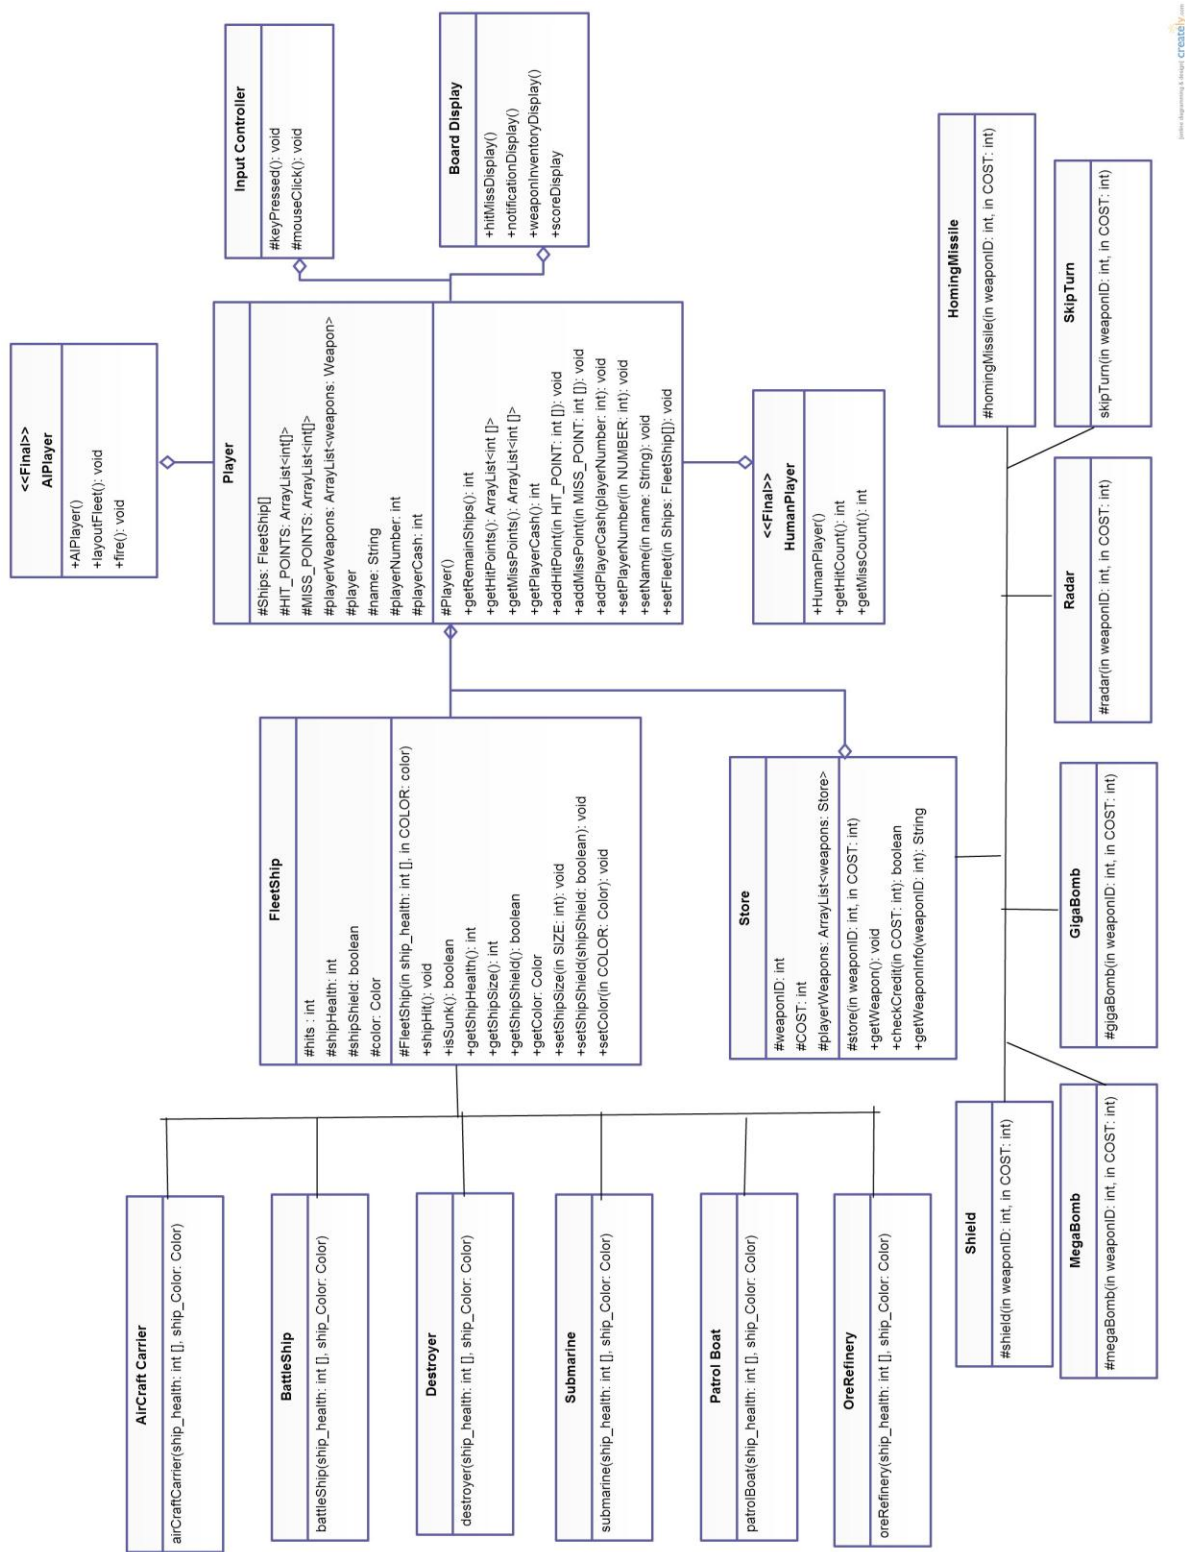 <<Final>>
AIPlayer
+AIPlayer()
+layoutFleet(): void
+fire(): void
Input Controller
#keyPressed(): void
#mouseClick(): void
Board Display
+hitMissDisplay()
+notificationDisplay()
+weaponInventoryDisplay()
+scoreDisplay
Player
#Ships: FleetShip[]
#HIT_POINTS: ArrayList<int[]>
#MISS_POINTS: ArrayList<int[]>
#playerWeapons: ArrayList<weapons: Weapon>
#player
#name: String
#playerNumber: int
#playerCash: int
#Player()
+getRemainShips(): int
+getHitPoints(): ArrayList<int []>
+getMissPoints(): ArrayList<int []>
+getPlayerCash(): int
+addHitPoint(in HIT_POINT: int []): void
+addMissPoint(in MISS_POINT: int []): void
+addPlayerCash(playerNumber: int): void
+setPlayerNumber(in NUMBER: int): void
+setName(in name: String): void
+setFleet(in Ships: FleetShip[]): void
<<Final>>
HumanPlayer
+HumanPlayer()
+getHitCount(): int
+getMissCount(): int
FleetShip
#hits : int
#shipHealth: int
#shipShield: boolean
#color: Color
#FleetShip(in ship_health: int [], in COLOR: color)
+shipHit(): void
+isSunk(): boolean
+getShipHealth(): int
+getShipSize(): int
+getShipShield(): boolean
+getColor: Color
+setShipSize(in SIZE: int): void
+setShipShield(shipShield: boolean): void
+setColor(in COLOR: Color): void
Store
#weaponID: int
#COST: int
#playerWeapons: ArrayList<weapons: Store>
#store(in weaponID: int, in COST: int)
+getWeapon(): void
+checkCredit(in COST: int): boolean
+getWeaponInfo(weaponID: int): String
AirCraft Carrier
airCraftCarrier(ship_health: int [], ship_Color: Color)
BattleShip
battleShip(ship_health: int [], ship_Color: Color)
Destroyer
destroyer(ship_health: int [], ship_Color: Color)
Submarine
submarine(ship_health: int [], ship_Color: Color)
Patrol Boat
patrolBoat(ship_health: int [], ship_Color: Color)
OreRefinery
oreRefinery(ship_health: int [], ship_Color: Color)
Shield
#shield(in weaponID: int, in COST: int)
MegaBomb
#megaBomb(in weaponID: int, in COST: int)
GigaBomb
#gigaBomb(in weaponID: int, in COST: int)
Radar
#radar(in weaponID: int, in COST: int)
HomingMissile
#homingMissile(in weaponID: int, in COST: int)
SkipTurn
skipTurn(in weaponID: int, in COST: int)
[online diagramming & design] creately.com